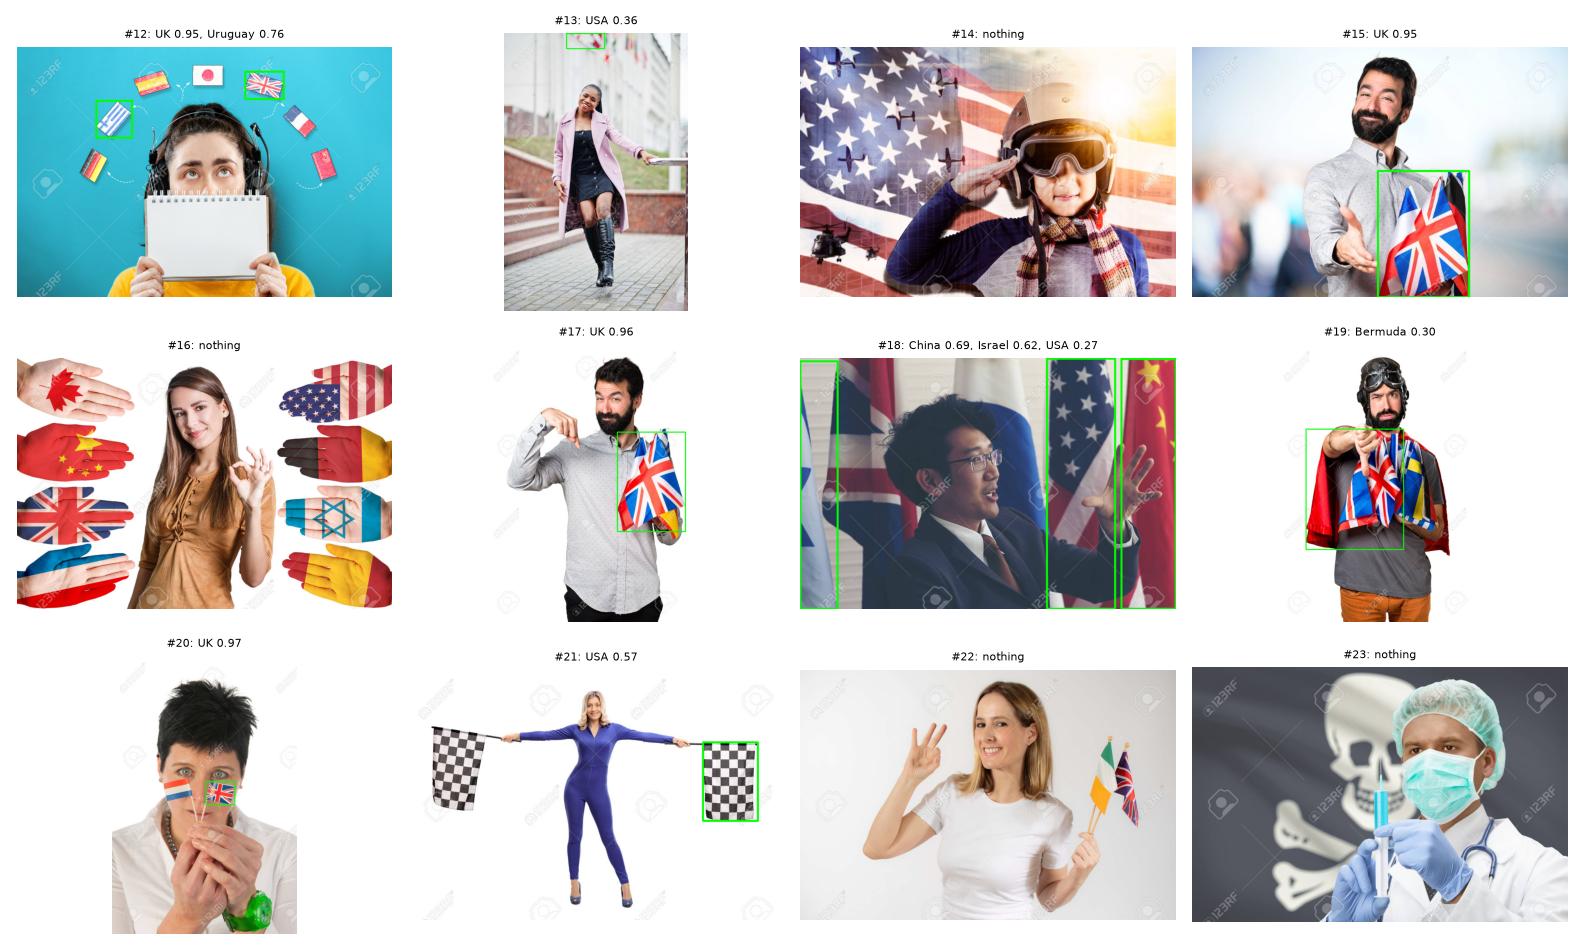 #12: UK 0.95, Uruguay 0.76
#13: USA 0.36
#14: nothing
#15: UK 0.95
#16: nothing
#17: UK 0.96
#18: China 0.69, Israel 0.62, USA 0.27
#19: Bermuda 0.30
#20: UK 0.97
#21: USA 0.57
#22: nothing
#23: nothing
123RF